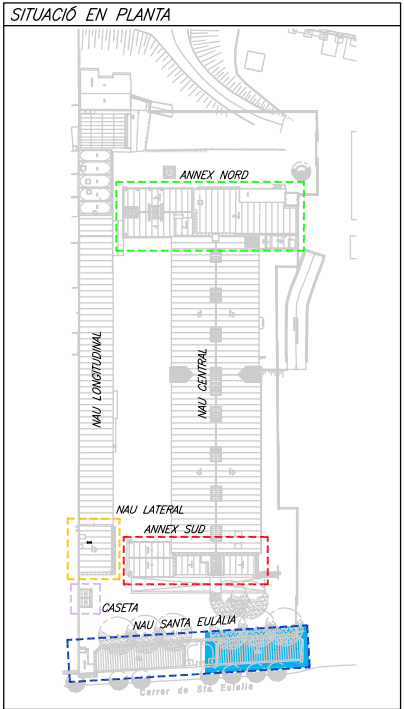 SITUACIÓ EN PLANTA
ANNEX NORD
NAU LONGITUDINAL
NAU CENTRAL
NAU LATERAL
ANNEX SUD
CASETA
NAU SANTA EULÀLIA
Carrer de Sta. Eulalia